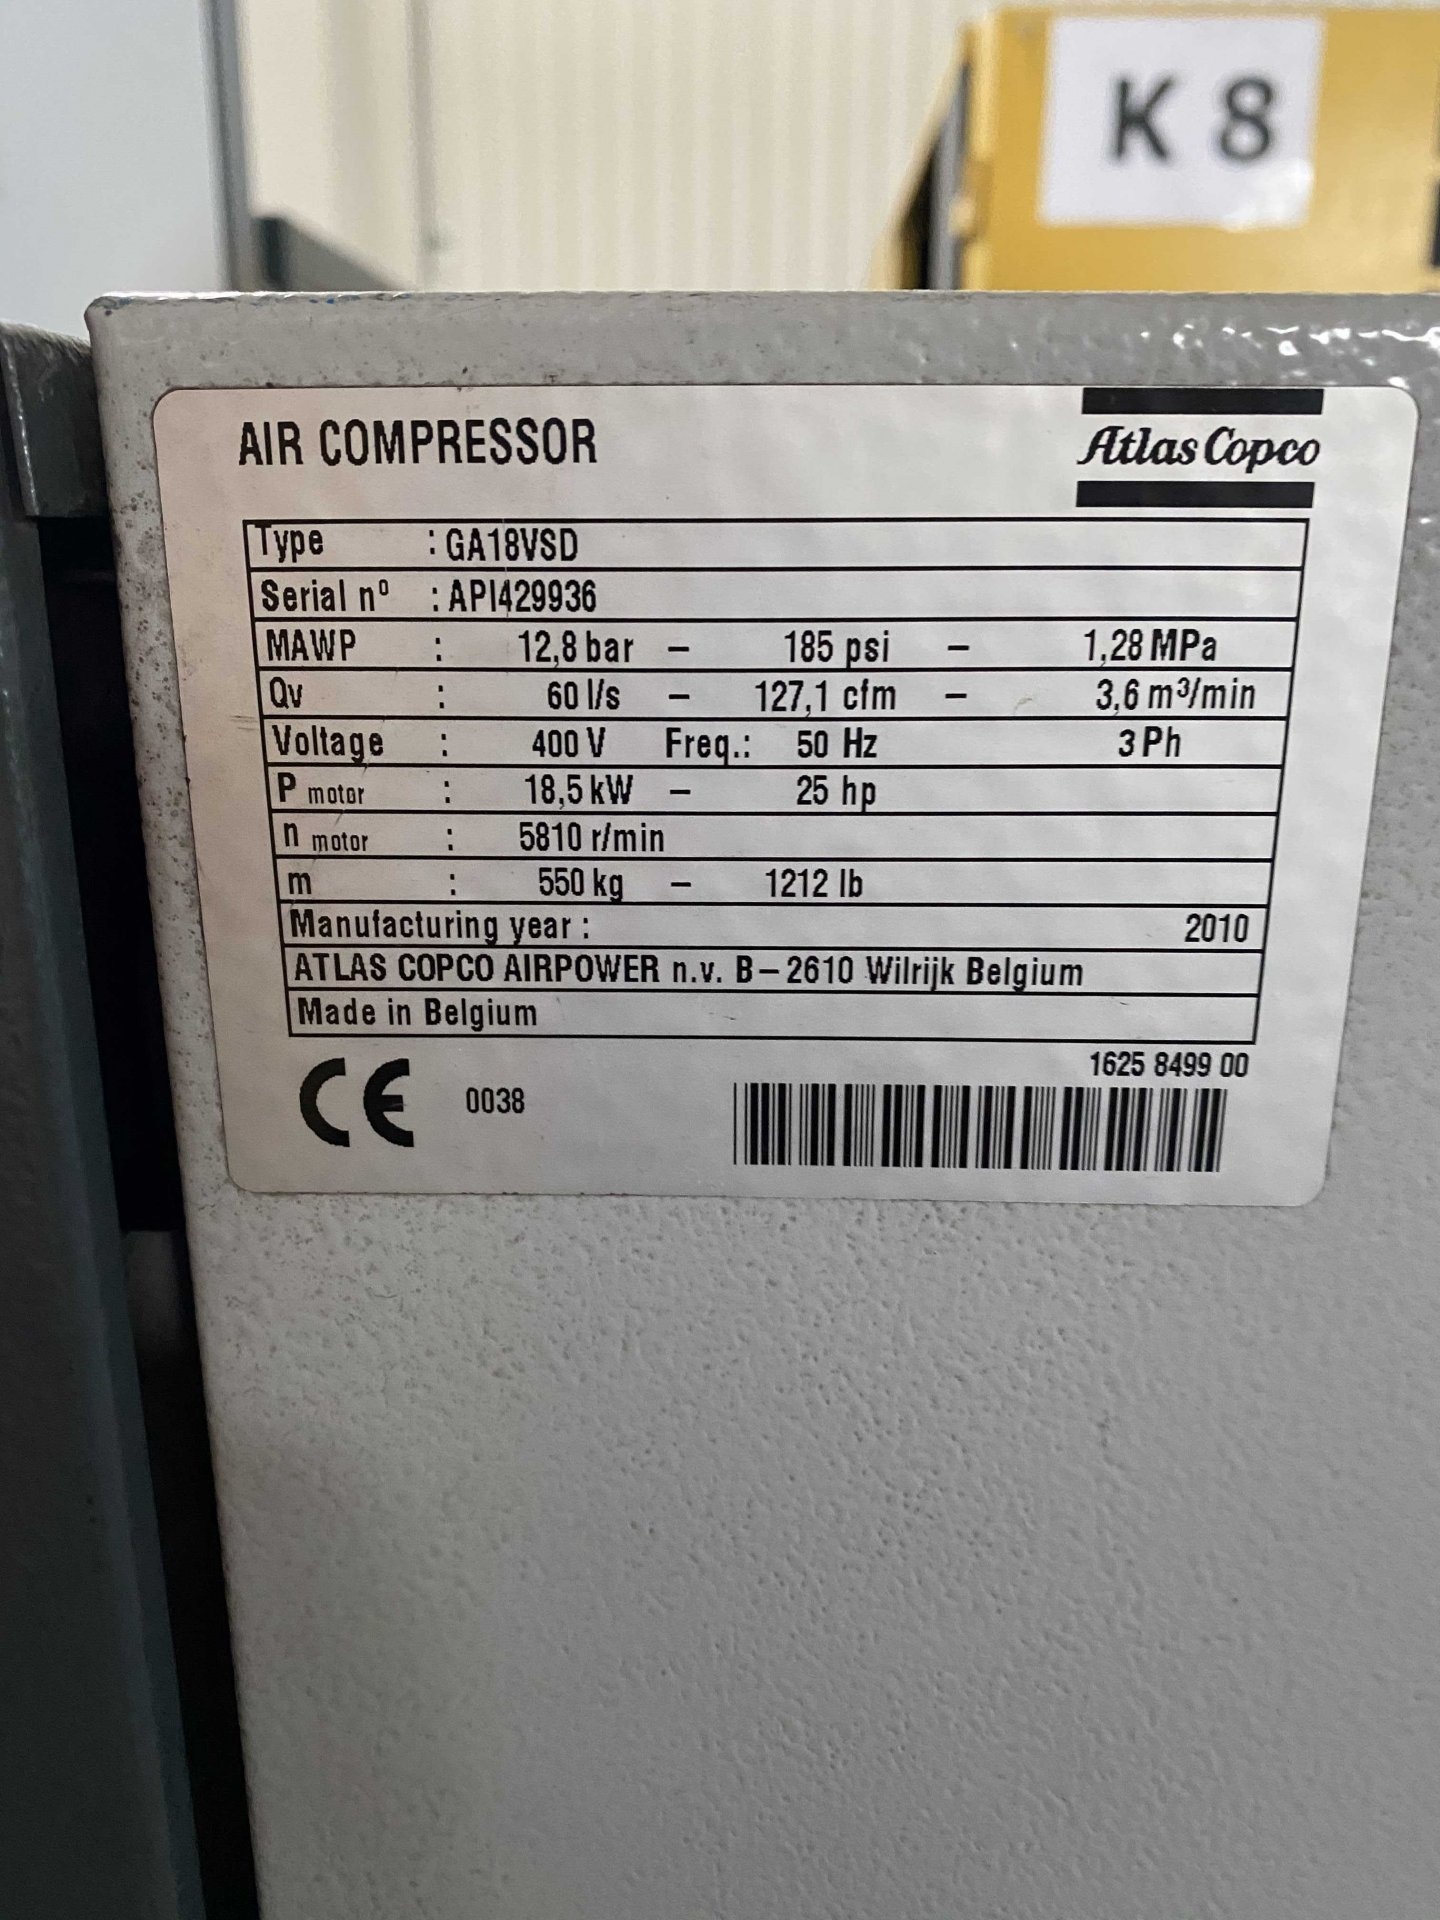 K 8
AIR COMPRESSOR
Atlas Copco
Type : GA18VSD
Serial nº : API429936
MAWP : 12,8 bar – 185 psi – 1,28 MPa
Qv : 60 l/s – 127,1 cfm – 3,6 m³/min
Voltage : 400 V Freq.: 50 Hz 3 Ph
P motor : 18,5 kW – 25 hp
n motor : 5810 r/min
m : 550 kg – 1212 lb
Manufacturing year : 2010
ATLAS COPCO AIRPOWER n.v. B–2610 Wilrijk Belgium
Made in Belgium
1625 8499 00
CE 0038